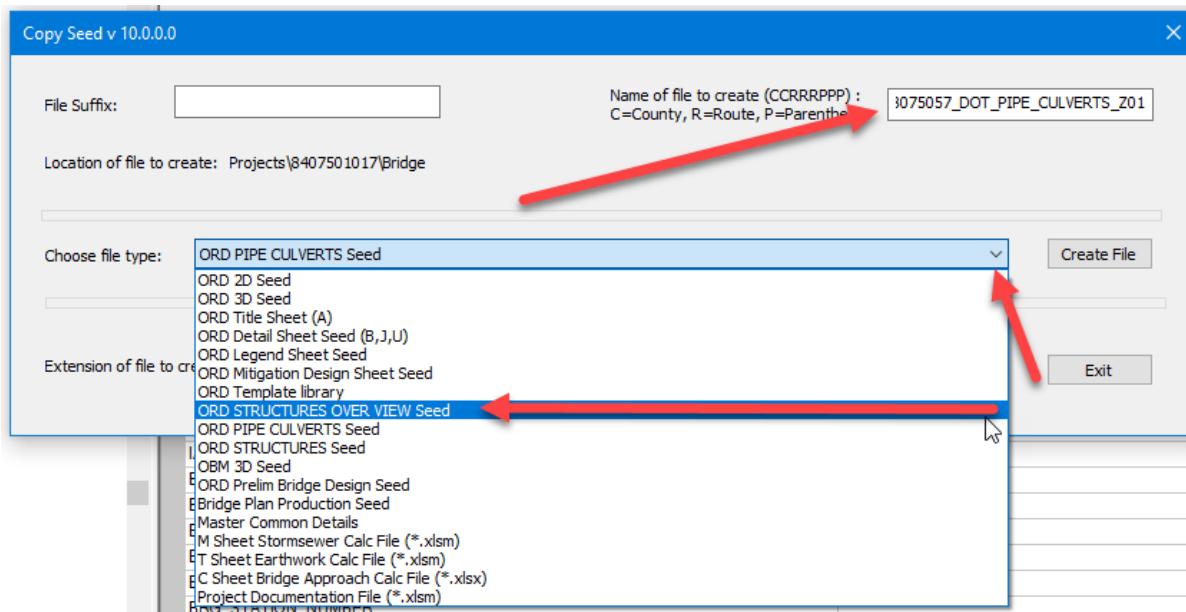 Copy Seed v 10.0.0.0
File Suffix:
Name of file to create (CCRRRPPP) :
C=County, R=Route, P=Parenthe
3075057_DOT_PIPE_CULVERTS_Z01
Location of file to create: Projects\8407501017\Bridge
Choose file type:
ORD PIPE CULVERTS Seed
Create File
ORD 2D Seed
ORD 3D Seed
ORD Title Sheet (A)
ORD Detail Sheet Seed (B,J,U)
ORD Legend Sheet Seed
Extension of file to cre
ORD Mitigation Design Sheet Seed
Exit
ORD Template library
ORD STRUCTURES OVER VIEW Seed
ORD PIPE CULVERTS Seed
ORD STRUCTURES Seed
OBM 3D Seed
ORD Prelim Bridge Design Seed
Bridge Plan Production Seed
Master Common Details
M Sheet Stormsewer Calc File (*.xlsm)
T Sheet Earthwork Calc File (*.xlsm)
C Sheet Bridge Approach Calc File (*.xlsx)
Project Documentation File (*.xlsm)